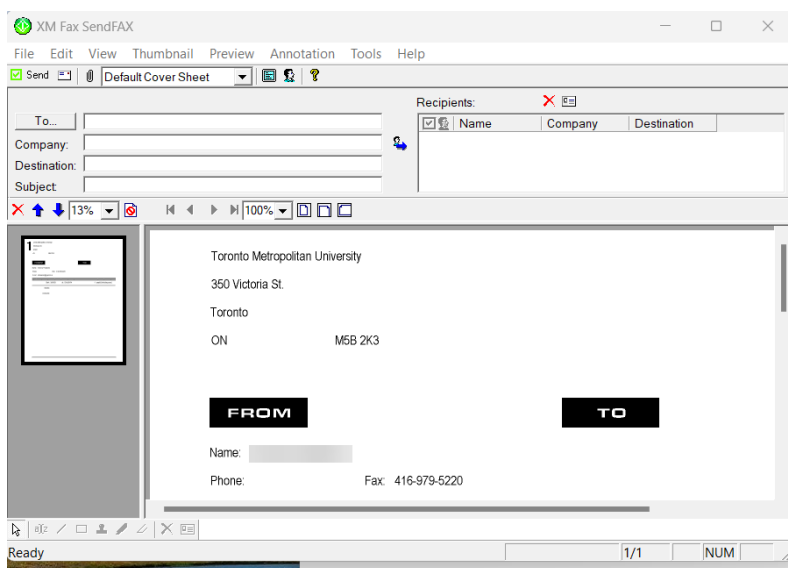 XM Fax SendFAX
File Edit View Thumbnail Preview Annotation Tools Help
Send Default Cover Sheet
Recipients:
To...
Name Company Destination
Company:
Destination:
Subject:
13% 100%
1
Toronto Metropolitan University
350 Victoria St.
Toronto
ON M5B 2K3
FROM TO
Name:
Phone: Fax: 416-979-5220
Ready 1/1 NUM